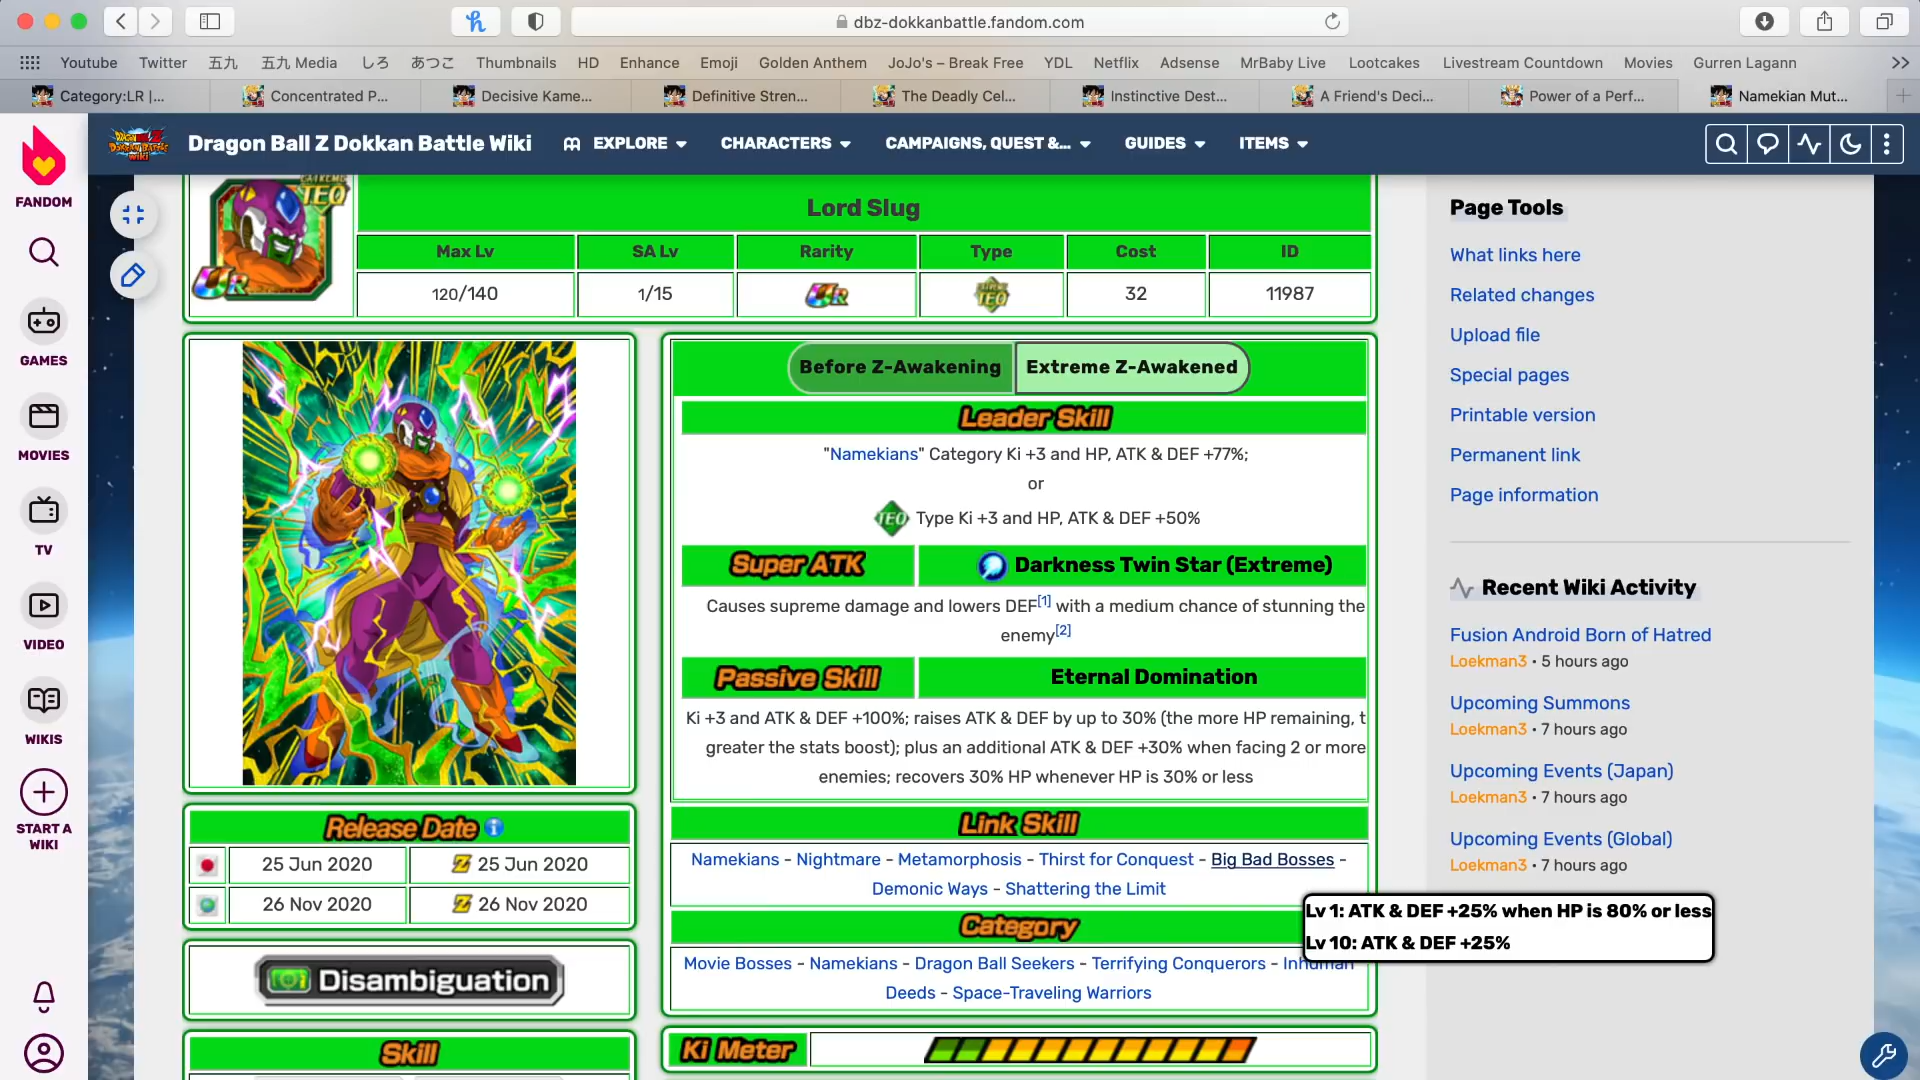 dbz-dokkanbattle.fandom.com
Youtube Twitter 五九 五九 Media しろ あつこ Thumbnails HD Enhance Emoji Golden Anthem JoJo's – Break Free YDL Netflix Adsense MrBaby Live Lootcakes Livestream Countdown Movies Gurren Lagann
Category:LR |... Concentrated P... Decisive Kame... Definitive Stren... The Deadly Cel... Instinctive Dest... A Friend's Deci... Power of a Perf... Namekian Mut...
Dragon Ball Z Dokkan Battle Wiki EXPLORE CHARACTERS CAMPAIGNS, QUEST &... GUIDES ITEMS
FANDOM
GAMES
MOVIES
TV
VIDEO
WIKIS
START A
WIKI
EXTREME
TEQ
UR
Lord Slug
Max Lv SA Lv Rarity Type Cost ID
120/140 1/15 UR TEQ 32 11987
Before Z-Awakening Extreme Z-Awakened
Leader Skill
"Namekians" Category Ki +3 and HP, ATK & DEF +77%;
or
TEQ Type Ki +3 and HP, ATK & DEF +50%
Super ATK Darkness Twin Star (Extreme)
Causes supreme damage and lowers DEF[1] with a medium chance of stunning the
enemy[2]
Passive Skill Eternal Domination
Ki +3 and ATK & DEF +100%; raises ATK & DEF by up to 30% (the more HP remaining, t
greater the stats boost); plus an additional ATK & DEF +30% when facing 2 or more
enemies; recovers 30% HP whenever HP is 30% or less
Link Skill
Namekians - Nightmare - Metamorphosis - Thirst for Conquest - Big Bad Bosses -
Demonic Ways - Shattering the Limit
Lv 1: ATK & DEF +25% when HP is 80% or less
Lv 10: ATK & DEF +25%
Category
Movie Bosses - Namekians - Dragon Ball Seekers - Terrifying Conquerors - Inhuman
Deeds - Space-Traveling Warriors
Ki Meter
Release Date
25 Jun 2020 Z 25 Jun 2020
26 Nov 2020 Z 26 Nov 2020
Disambiguation
Skill
Page Tools
What links here
Related changes
Upload file
Special pages
Printable version
Permanent link
Page information
Recent Wiki Activity
Fusion Android Born of Hatred
Loekman3 • 5 hours ago
Upcoming Summons
Loekman3 • 7 hours ago
Upcoming Events (Japan)
Loekman3 • 7 hours ago
Upcoming Events (Global)
Loekman3 • 7 hours ago